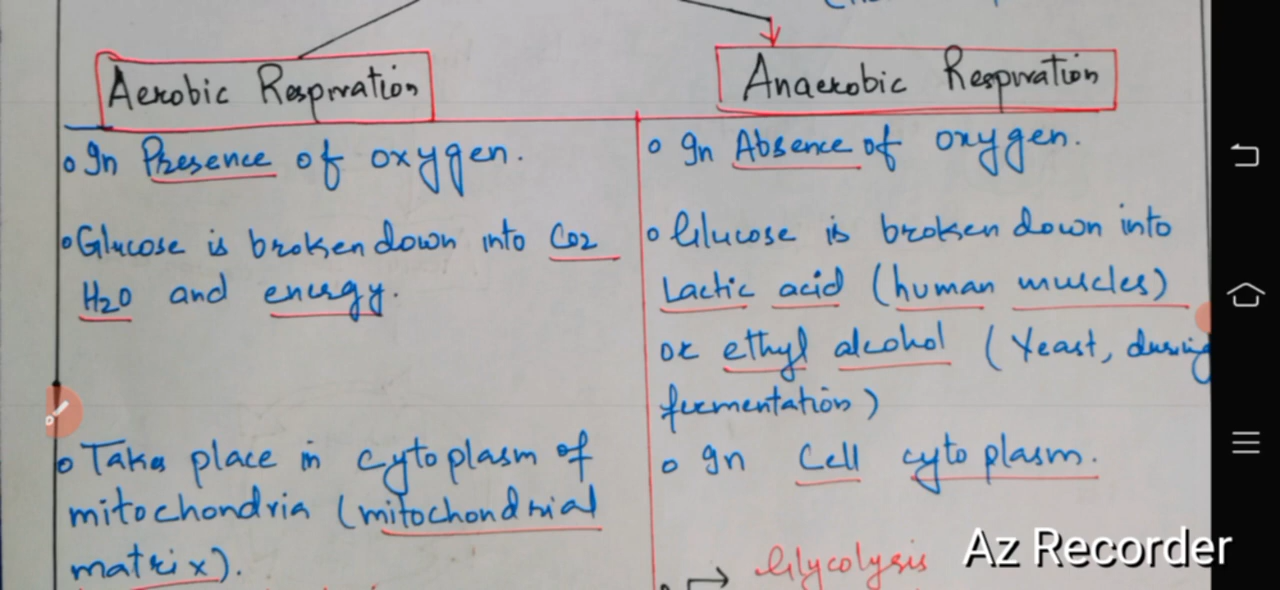 Aerobic Respiration
Anaerobic Respiration
In Presence of oxygen.
Glucose is broken down into CO2
H2O and energy.
Takes place in cytoplasm of
mitochondria (mitochondrial
matrix).
In Absence of oxygen.
Glucose is broken down into
Lactic acid (human muscles)
or ethyl alcohol (Yeast, during
fermentation)
In Cell cytoplasm.
→ Glycolysis
Az Recorder